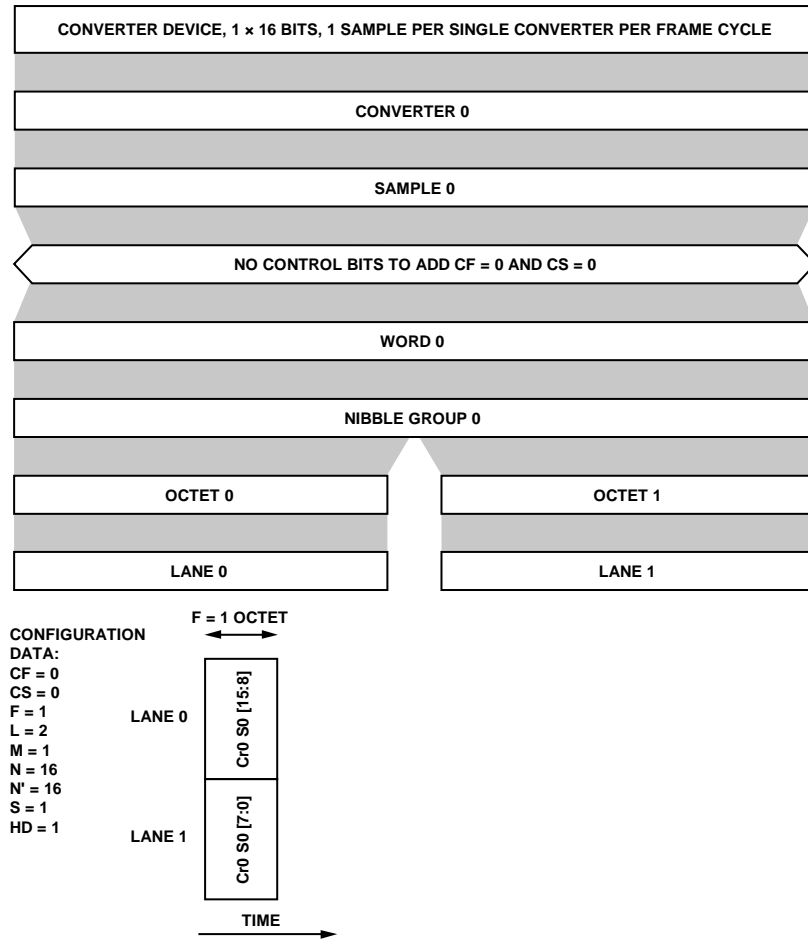 CONVERTER DEVICE, 1 × 16 BITS, 1 SAMPLE PER SINGLE CONVERTER PER FRAME CYCLE
CONVERTER 0
SAMPLE 0
NO CONTROL BITS TO ADD CF = 0 AND CS = 0
WORD 0
NIBBLE GROUP 0
OCTET 0
OCTET 1
LANE 0
LANE 1
CONFIGURATION
DATA:
CF = 0
CS = 0
F = 1
L = 2
M = 1
N = 16
N' = 16
S = 1
HD = 1
F = 1 OCTET
LANE 0
Cr0 S0 [15:8]
LANE 1
Cr0 S0 [7:0]
TIME